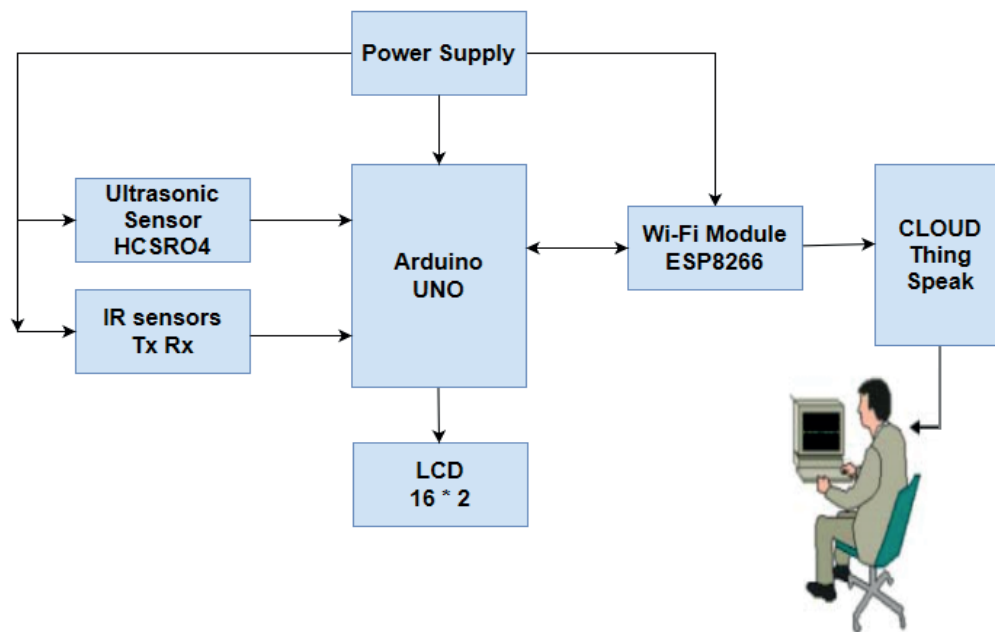 Power Supply
Ultrasonic
Sensor
HCSRO4
IR sensors
Tx Rx
Arduino
UNO
LCD
16 * 2
Wi-Fi Module
ESP8266
CLOUD
Thing
Speak